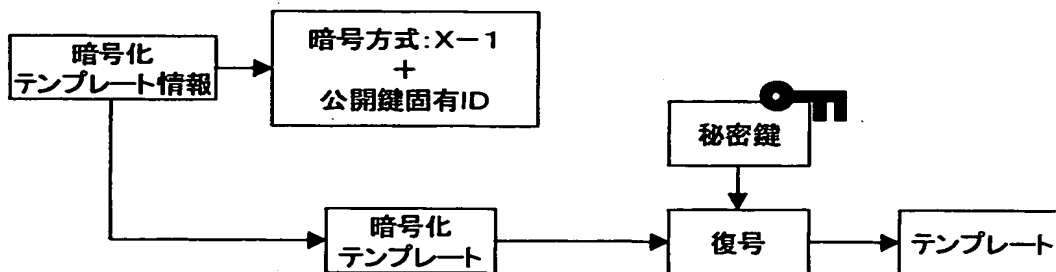 暗号化
テンプレート情報
暗号方式:X－1
+
公開鍵固有ID
秘密鍵
暗号化
テンプレート
復号
テンプレート